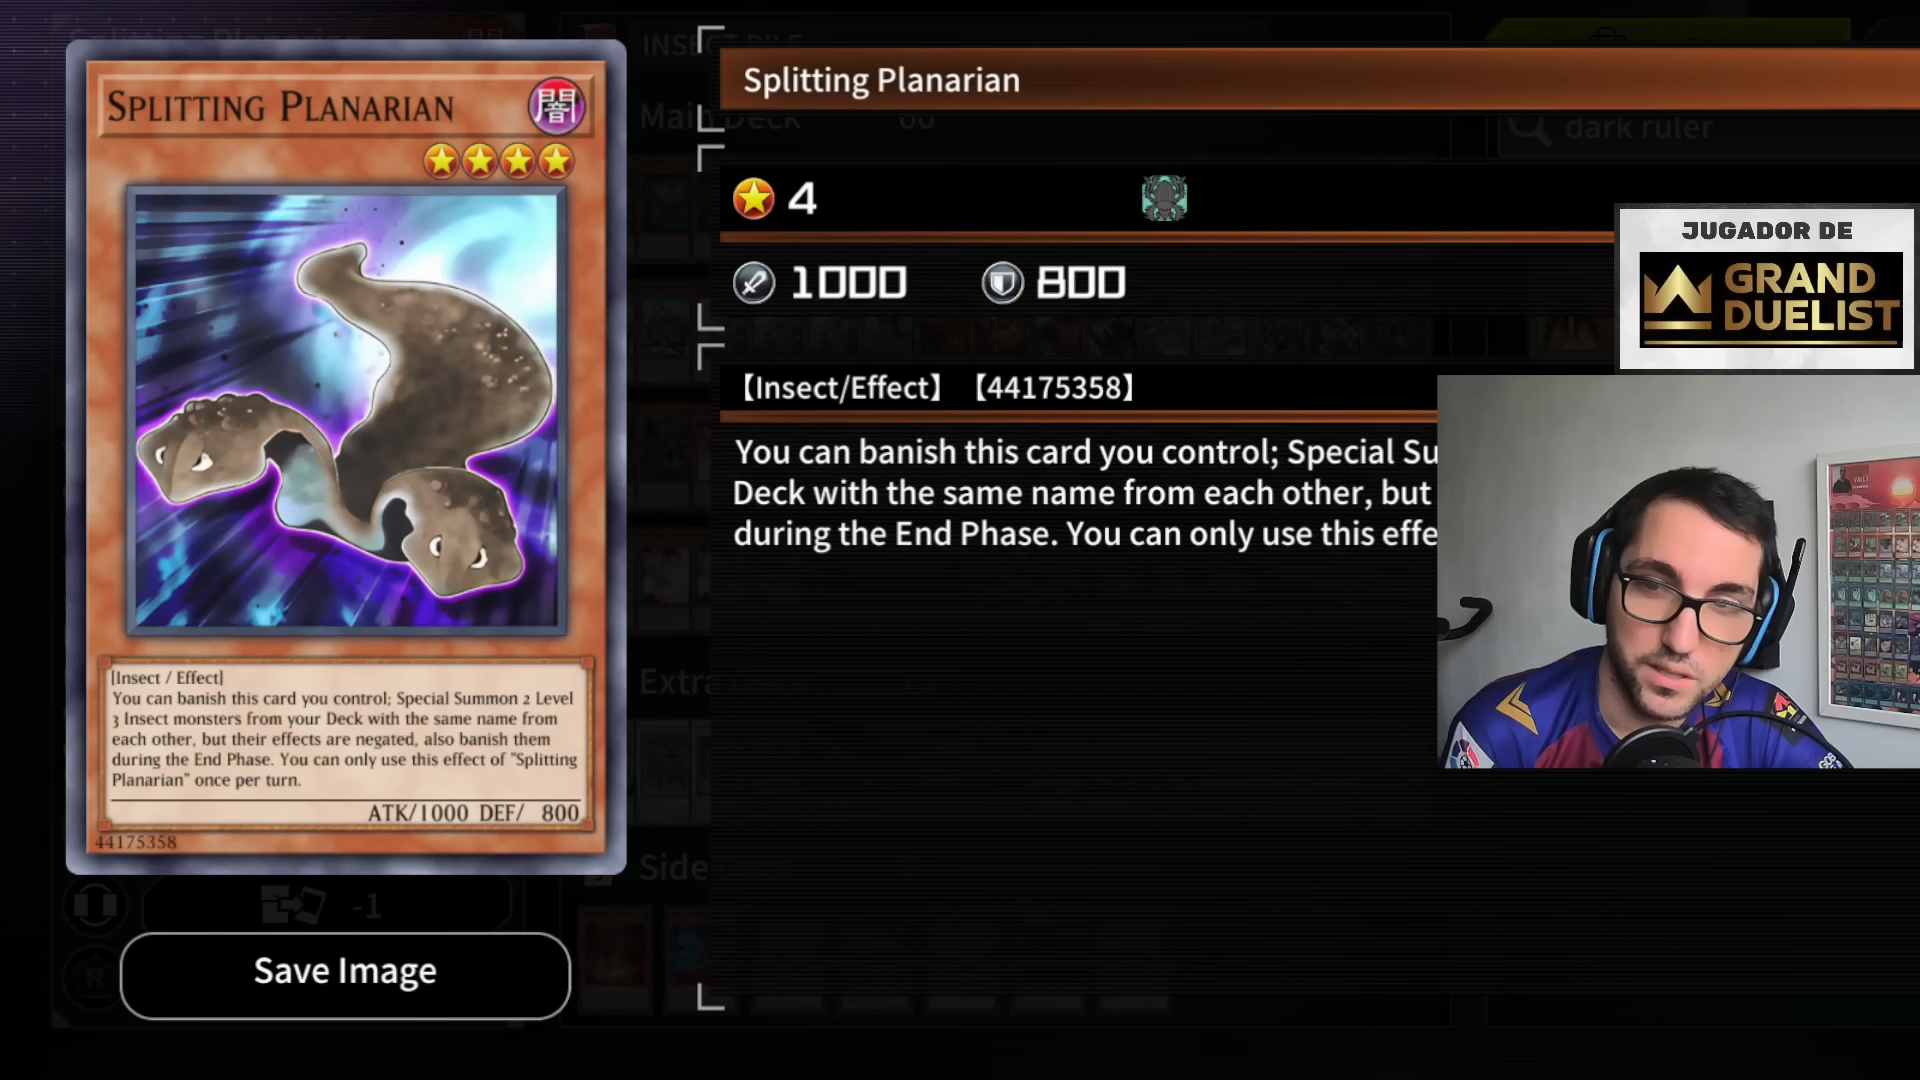 SPLITTING PLANARIAN
闇
[Insect / Effect]
You can banish this card you control; Special Summon 2 Level
3 Insect monsters from your Deck with the same name from
each other, but their effects are negated, also banish them
during the End Phase. You can only use this effect of "Splitting
Planarian" once per turn.
ATK/1000 DEF/ 800
44175358
-1
Save Image
INSECT PILE
Main Deck 60
Extra
Side
Splitting Planarian
dark ruler
4
1000 800
【Insect/Effect】 【44175358】
You can banish this card you control; Special Su
Deck with the same name from each other, but
during the End Phase. You can only use this effe
JUGADOR DE
GRAND
DUELIST